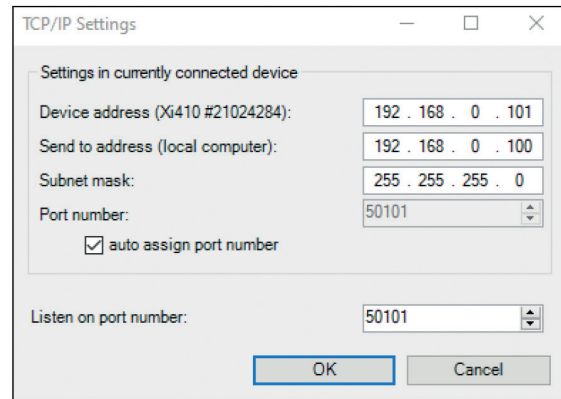 TCP/IP Settings
Settings in currently connected device
Device address (Xi410 #21024284): 192 . 168 . 0 . 101
Send to address (local computer): 192 . 168 . 0 . 100
Subnet mask: 255 . 255 . 255 . 0
Port number: 50101
auto assign port number
Listen on port number: 50101
OK Cancel